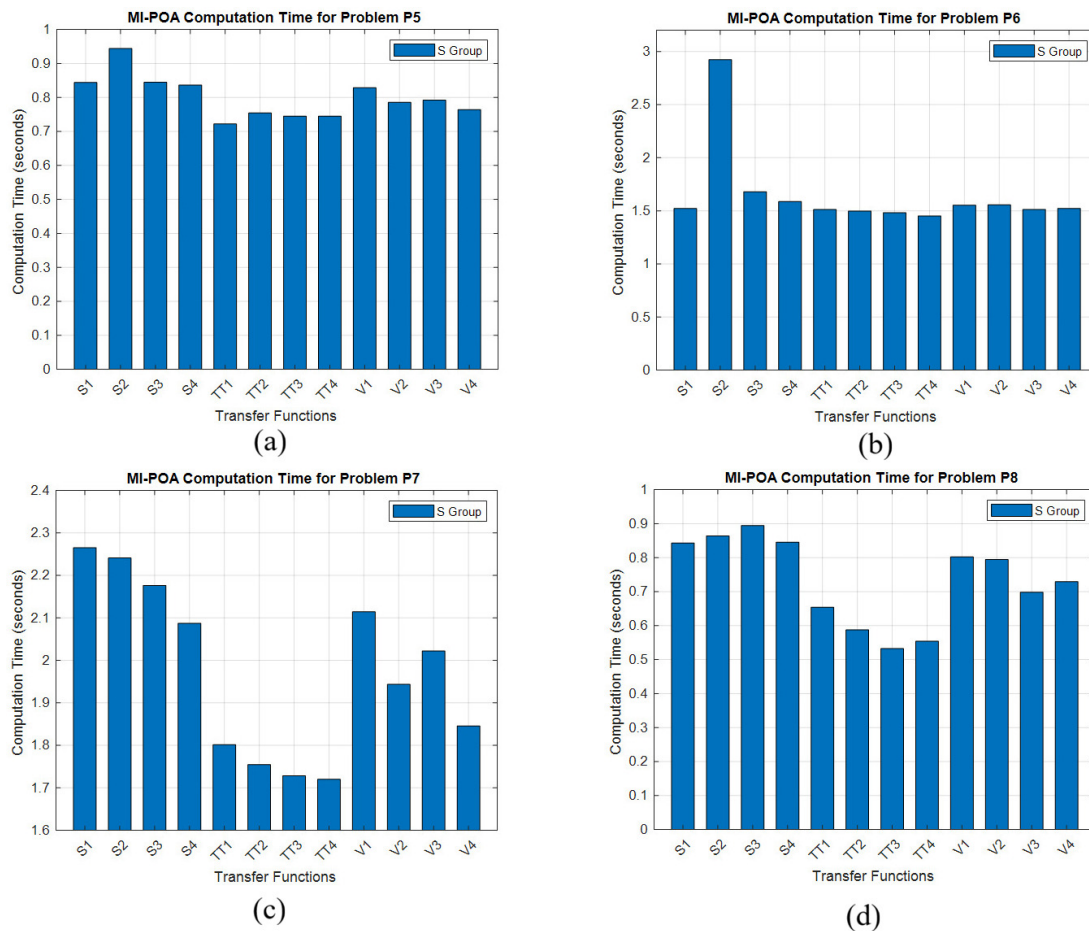 MI-POA Computation Time for Problem P5
S Group
Computation Time (seconds)
1
0.9
0.8
0.7
0.6
0.5
0.4
0.3
0.2
0.1
0
S1 S2 S3 S4 TT1 TT2 TT3 TT4 V1 V2 V3 V4
Transfer Functions
(a)
MI-POA Computation Time for Problem P6
S Group
Computation Time (seconds)
3
2.5
2
1.5
1
0.5
0
S1 S2 S3 S4 TT1 TT2 TT3 TT4 V1 V2 V3 V4
Transfer Functions
(b)
MI-POA Computation Time for Problem P7
S Group
Computation Time (seconds)
2.4
2.3
2.2
2.1
2
1.9
1.8
1.7
1.6
S1 S2 S3 S4 TT1 TT2 TT3 TT4 V1 V2 V3 V4
Transfer Functions
(c)
MI-POA Computation Time for Problem P8
S Group
Computation Time (seconds)
1
0.9
0.8
0.7
0.6
0.5
0.4
0.3
0.2
0.1
0
S1 S2 S3 S4 TT1 TT2 TT3 TT4 V1 V2 V3 V4
Transfer Functions
(d)